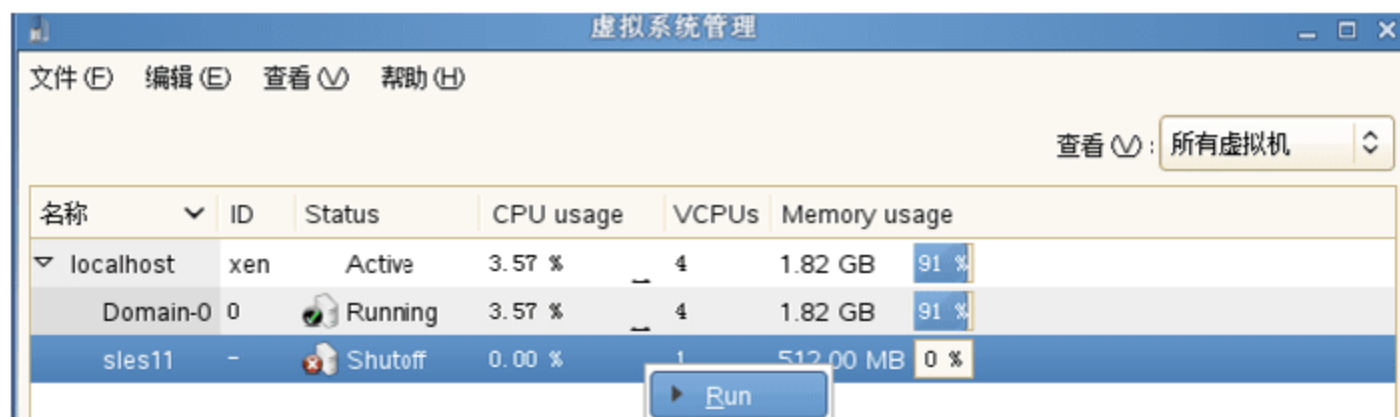 虚拟系统管理
文件(F) 编辑(E) 查看(V) 帮助(H)
查看(V): 所有虚拟机
名称 ID Status CPU usage VCPUs Memory usage
localhost xen Active 3.57 % 4 1.82 GB 91 %
Domain-0 0 Running 3.57 % 4 1.82 GB 91 %
sles11 - Shutoff 0.00 % 1 512.00 MB 0 %
Run